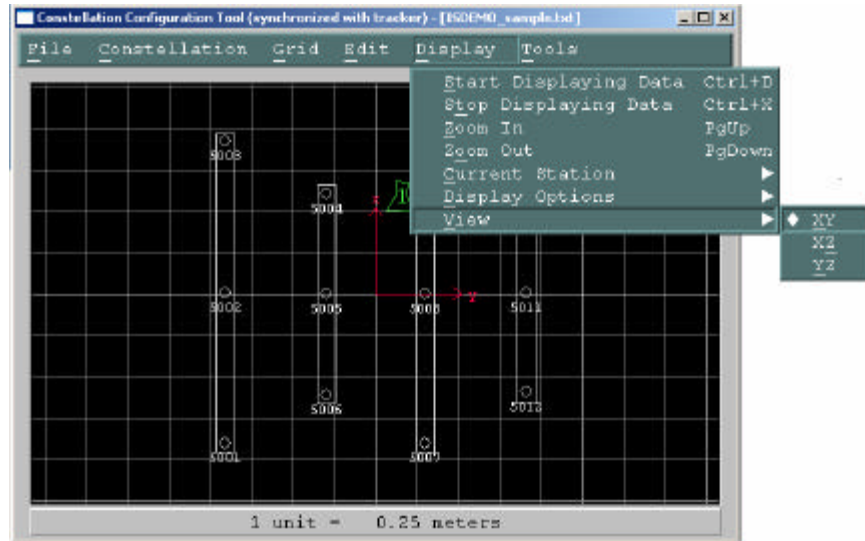 Constellation Configuration Tool (synchronized with tracker) - [ISDEMO_sample.txt]
File Constellation Grid Edit Display Tools
Start Displaying Data Ctrl+D
Stop Displaying Data Ctrl+X
Zoom In PgUp
Zoom Out PgDown
Current Station
Display Options
View
XY
XZ
YZ
5003
5004
X
5002
5005
5008
Y
5011
5006
5012
5001
5007
1 unit = 0.25 meters